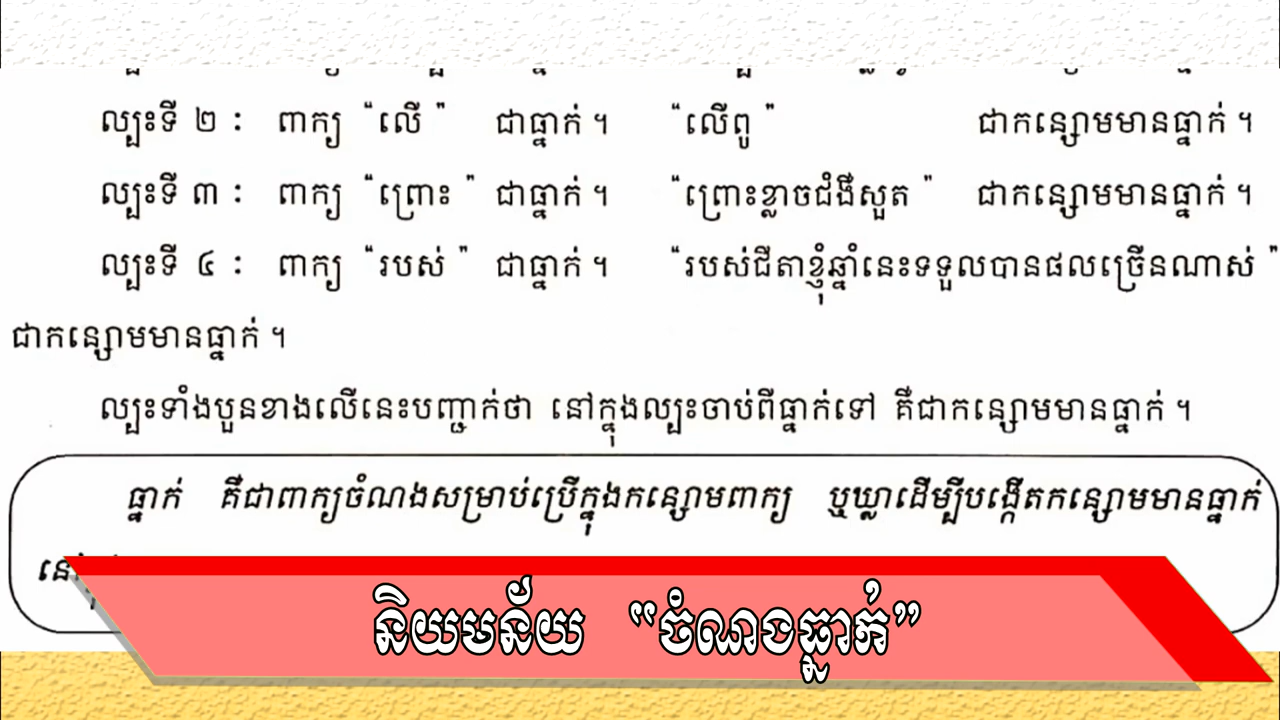 ល្បះទី ២ : ពាក្យ "លើ" ជាធ្នាក់ ។ "លើពូ" ជាកន្សោមមានធ្នាក់ ។
ល្បះទី ៣ : ពាក្យ "ព្រោះ" ជាធ្នាក់ ។ "ព្រោះខ្លាចជំងឺសួត" ជាកន្សោមមានធ្នាក់ ។
ល្បះទី ៤ : ពាក្យ "របស់" ជាធ្នាក់ ។ "របស់ជីតាខ្ញុំឆ្នាំនេះទទួលបានផលច្រើនណាស់"
ជាកន្សោមមានធ្នាក់ ។
ល្បះទាំងបួនខាងលើនេះបញ្ជាក់ថា នៅក្នុងល្បះចាប់ពីធ្នាក់ទៅ គឺជាកន្សោមមានធ្នាក់ ។
ធ្នាក់ គឺជាពាក្យចំណងសម្រាប់ប្រើក្នុងកន្សោមពាក្យ ឬឃ្លាដើម្បីបង្កើតកន្សោមមានធ្នាក់
និយមន័យ "ចំណងធ្នាក់"